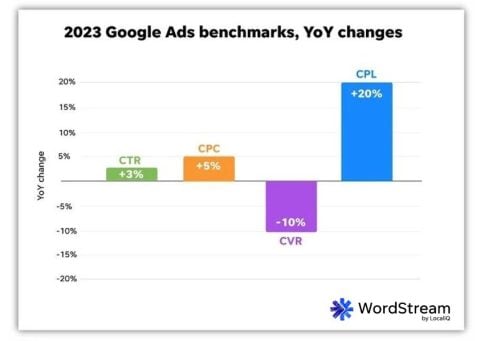 2023 Google Ads benchmarks, YoY changes
YoY change
20%
15%
10%
5%
-5%
-10%
-15%
-20%
CTR
+3%
CPC
+5%
-10%
CVR
CPL
+20%
WordStream
by LocaliQ